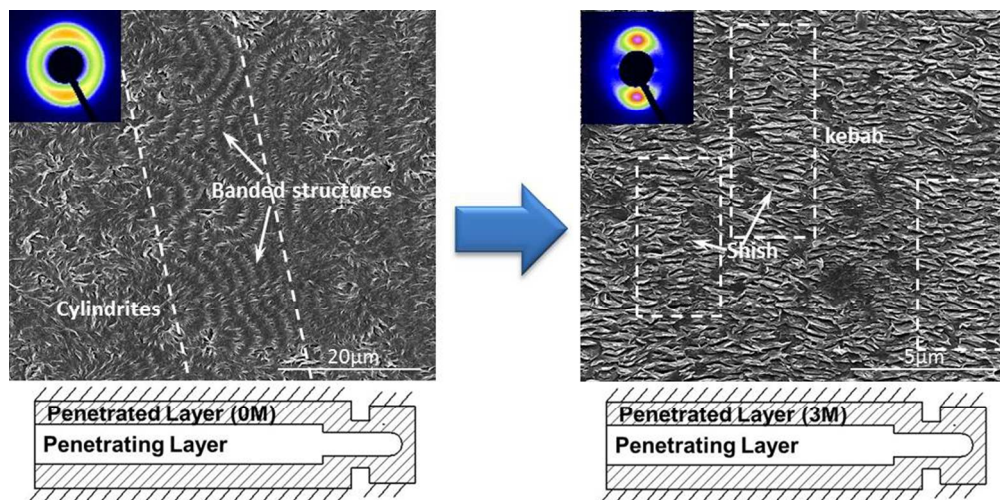 Banded structures
Cylindrites
20μm
Penetrated Layer (0M)
Penetrating Layer
kebab
Shish
5μm
Penetrated Layer (3M)
Penetrating Layer